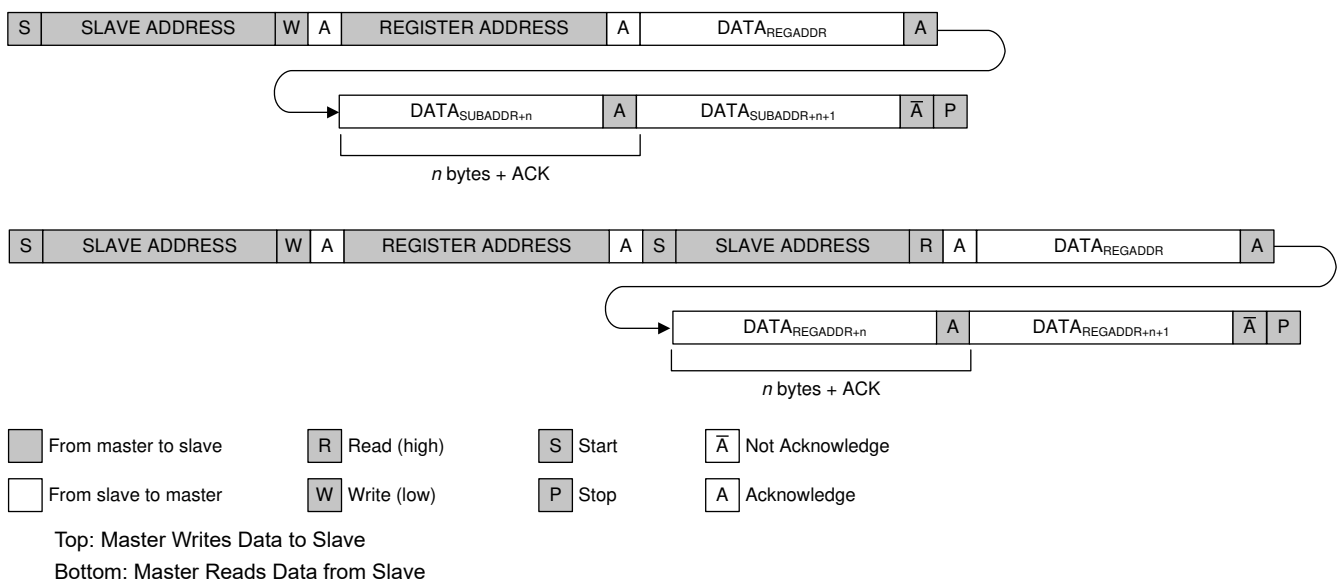 S SLAVE ADDRESS W A REGISTER ADDRESS A DATAREGADDR A
DATASUBADDR+n A DATASUBADDR+n+1 A̅ P
n bytes + ACK
S SLAVE ADDRESS W A REGISTER ADDRESS A S SLAVE ADDRESS R A DATAREGADDR A
DATAREGADDR+n A DATAREGADDR+n+1 A̅ P
n bytes + ACK
From master to slave R Read (high) S Start A̅ Not Acknowledge
From slave to master W Write (low) P Stop A Acknowledge
Top: Master Writes Data to Slave
Bottom: Master Reads Data from Slave